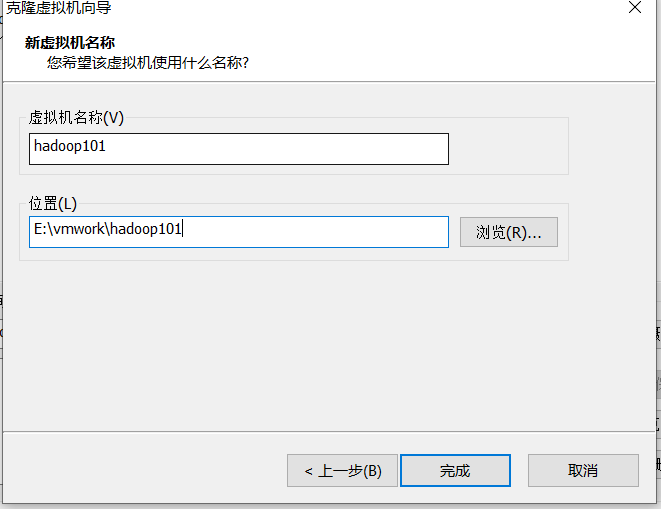 克隆虚拟机向导
新虚拟机名称
您希望该虚拟机使用什么名称?
虚拟机名称(V)
hadoop101
位置(L)
E:\vmwork\hadoop101
浏览(R)...
< 上一步(B)
完成
取消